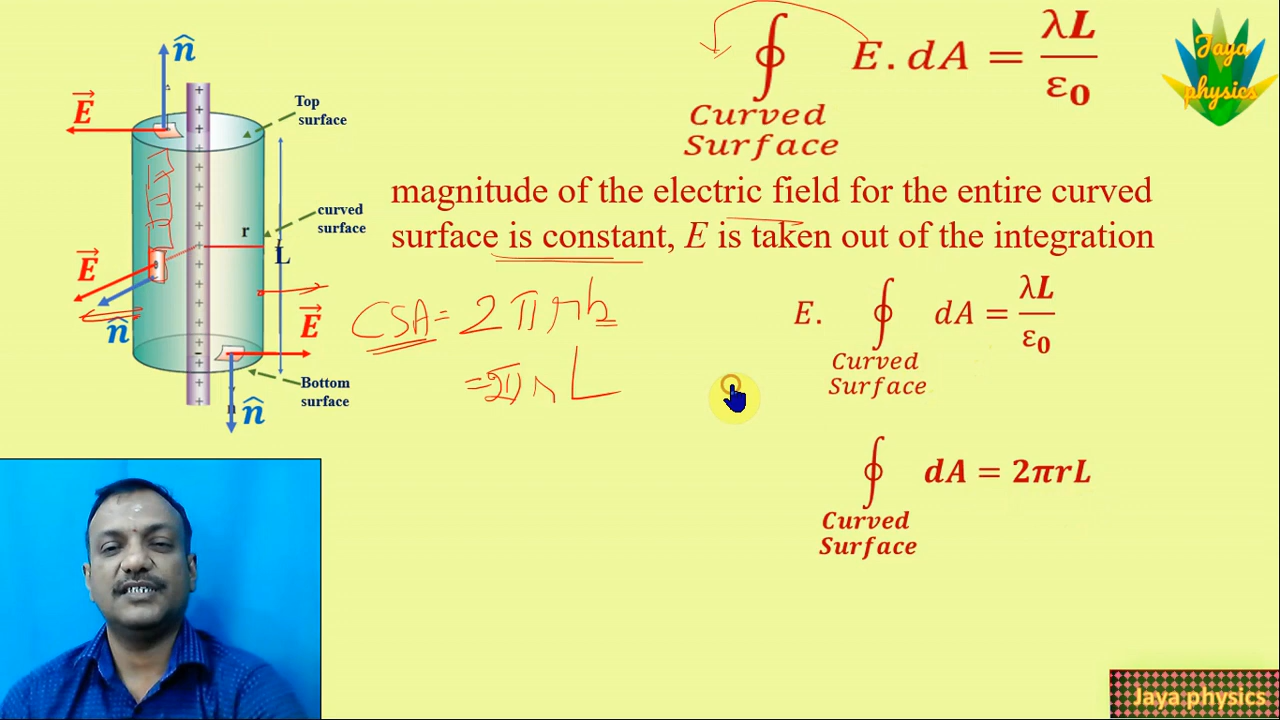 n̂
E⃗
Top
surface
curved
surface
r
L
E⃗
n̂
E⃗
Bottom
surface
n̂
∮ E.dA = λL/ε₀
Curved
Surface
Jaya
physics
magnitude of the electric field for the entire curved
surface is constant, E is taken out of the integration
CSA = 2πrh
= 2πrL
E. ∮ dA = λL/ε₀
Curved
Surface
∮ dA = 2πrL
Curved
Surface
Jaya physics